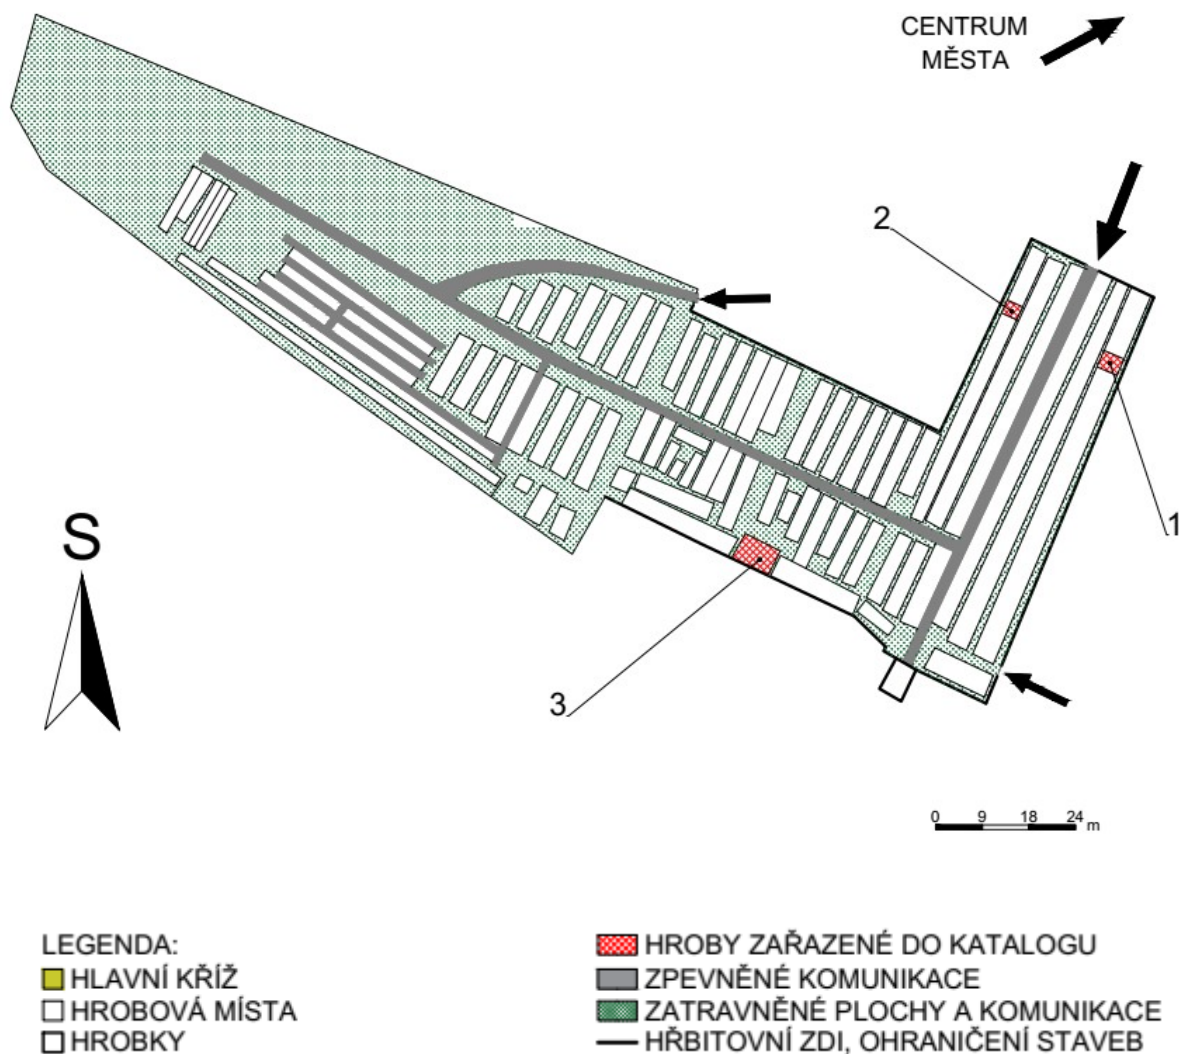 CENTRUM
MĚSTA
2
1
S
3
0 9 18 24 m
LEGENDA:
HLAVNÍ KŘÍŽ
HROBOVÁ MÍSTA
HROBKY
HROBY ZAŘAZENÉ DO KATALOGU
ZPEVNĚNÉ KOMUNIKACE
ZATRAVNĚNÉ PLOCHY A KOMUNIKACE
HŘBITOVNÍ ZDI, OHRANIČENÍ STAVEB